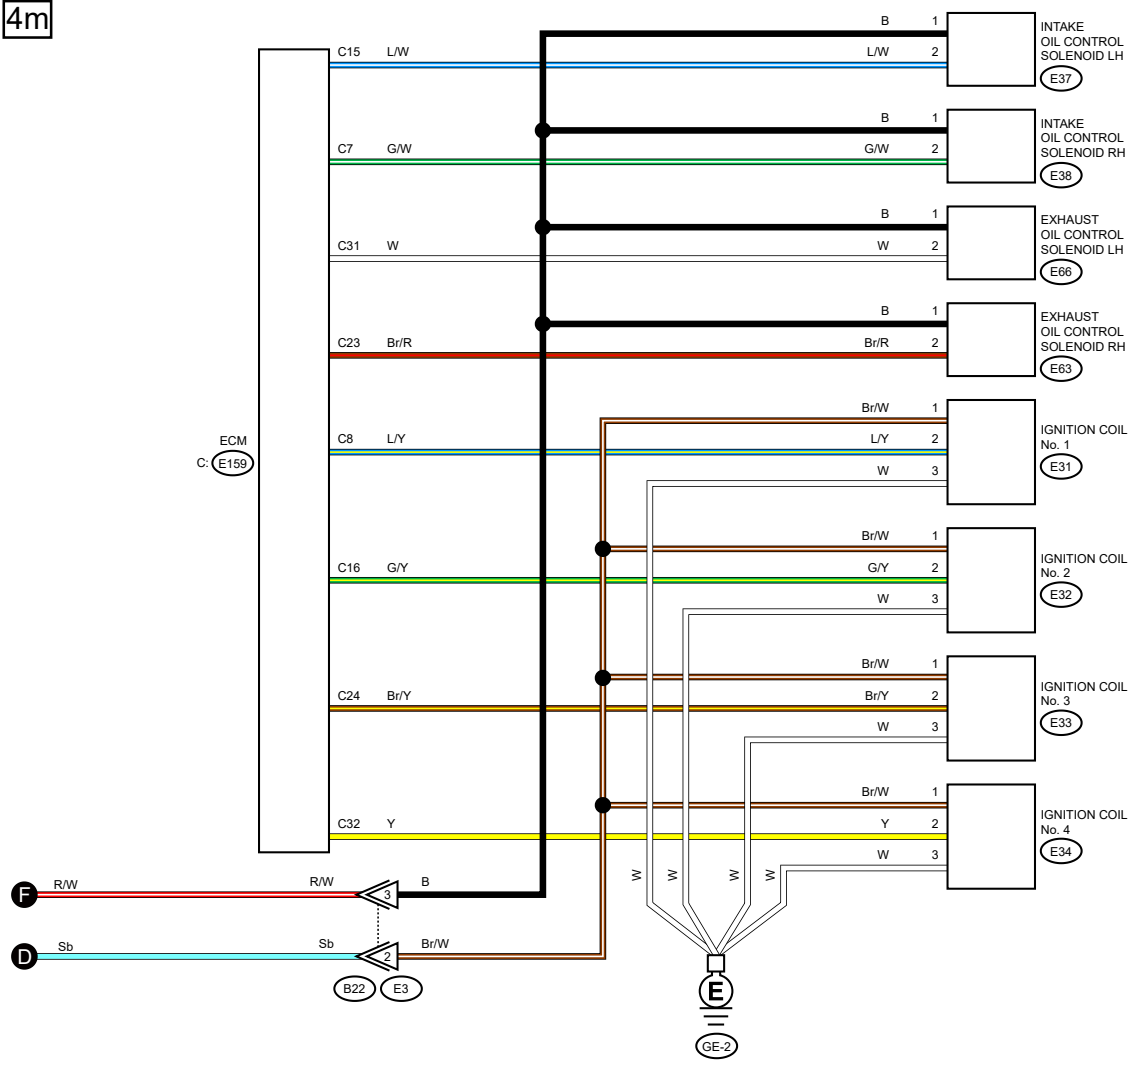 4m
B 1
INTAKE
OIL CONTROL
SOLENOID LH
E37
C15 L/W L/W 2
B 1
INTAKE
OIL CONTROL
SOLENOID RH
E38
C7 G/W G/W 2
B 1
EXHAUST
OIL CONTROL
SOLENOID LH
E66
C31 W W 2
B 1
EXHAUST
OIL CONTROL
SOLENOID RH
E63
C23 Br/R Br/R 2
ECM
C: E159
Br/W 1
C8 L/Y L/Y 2
W 3
IGNITION COIL
No. 1
E31
Br/W 1
C16 G/Y G/Y 2
W 3
IGNITION COIL
No. 2
E32
Br/W 1
C24 Br/Y Br/Y 2
W 3
IGNITION COIL
No. 3
E33
Br/W 1
C32 Y Y 2
W 3
IGNITION COIL
No. 4
E34
W W W W
F R/W R/W 3 B
D Sb Sb 2 Br/W
B22 E3
E
GE-2